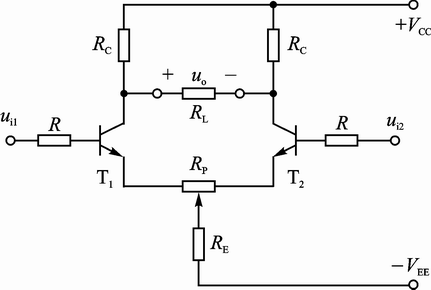 +V_CC
R_C
R_C
+ u_o −
R_L
u_i1
R
R
u_i2
T_1
R_P
T_2
R_E
−V_EE